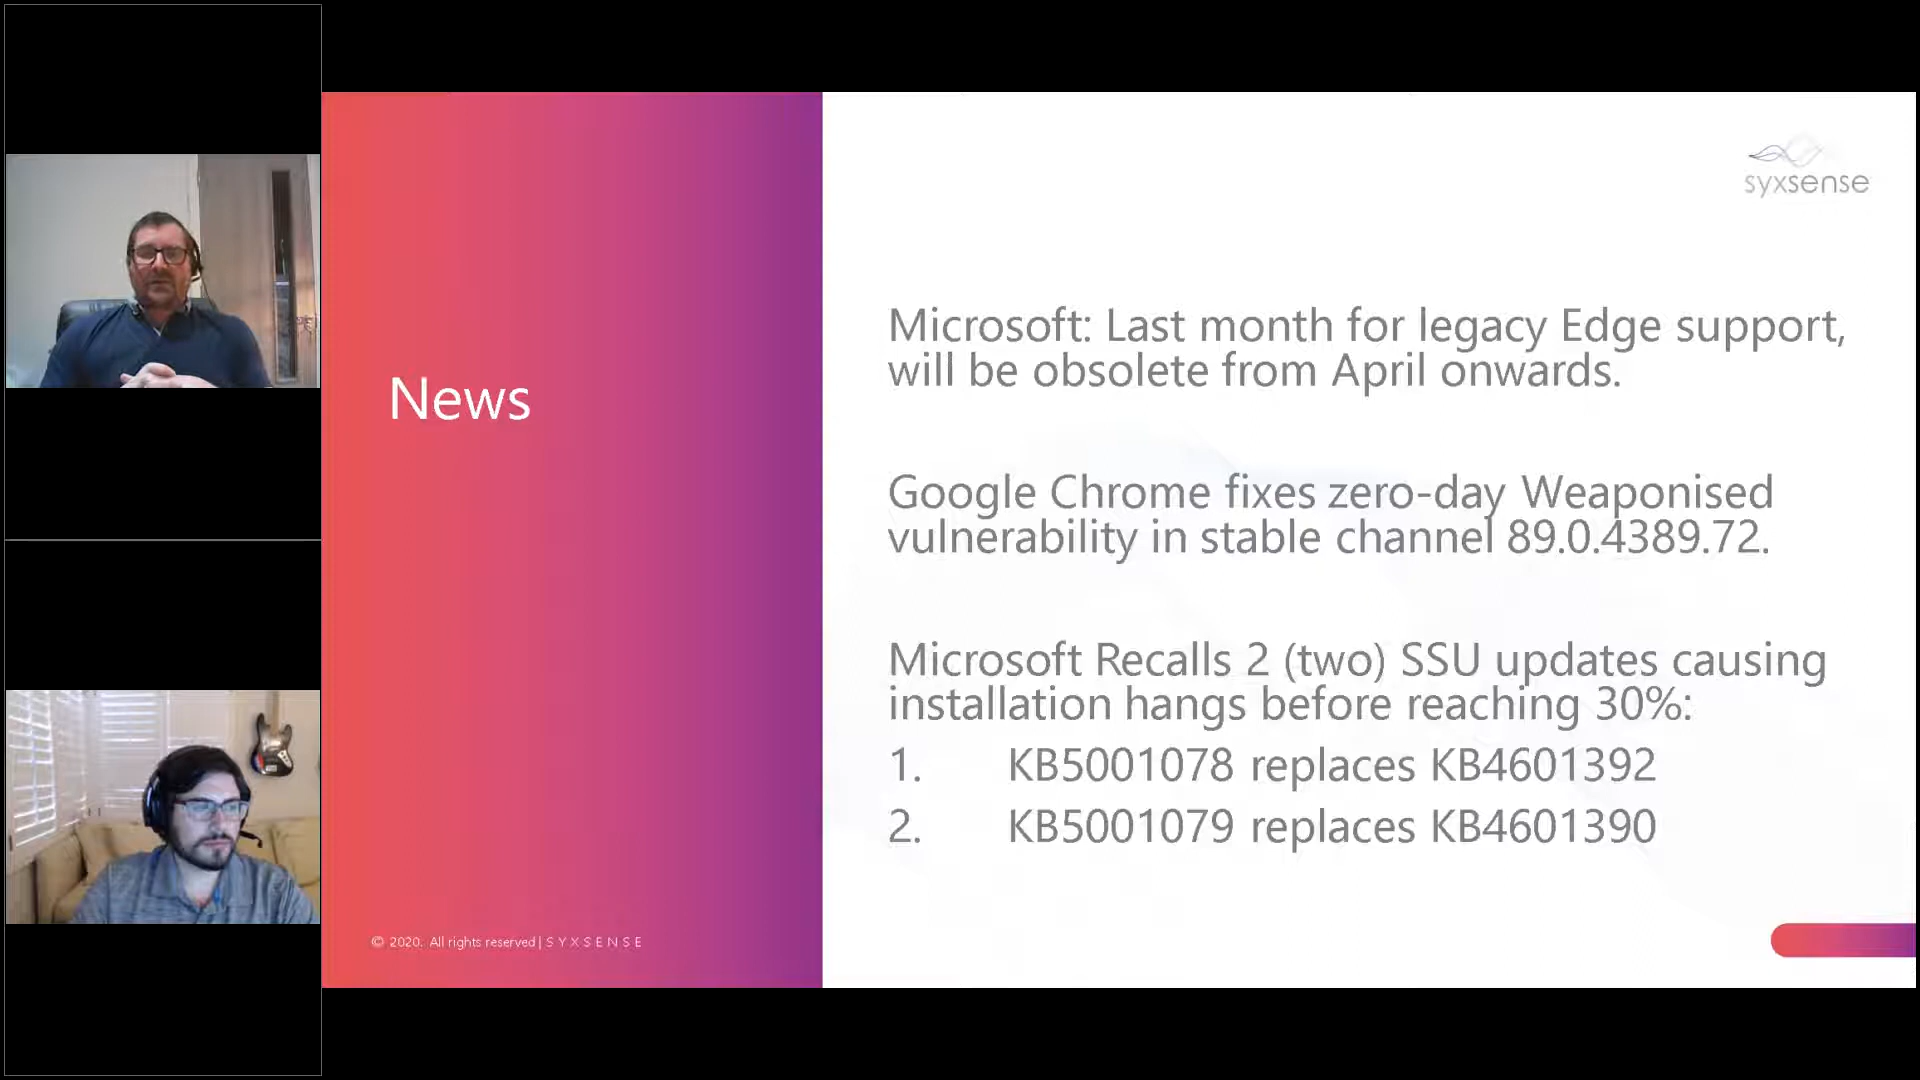 News
© 2020. All rights reserved| SYXSENSE
syxsense
Microsoft: Last month for legacy Edge support,
will be obsolete from April onwards.
Google Chrome fixes zero-day Weaponised
vulnerability in stable channel 89.0.4389.72.
Microsoft Recalls 2 (two) SSU updates causing
installation hangs before reaching 30%:
1. KB5001078 replaces KB4601392
2. KB5001079 replaces KB4601390